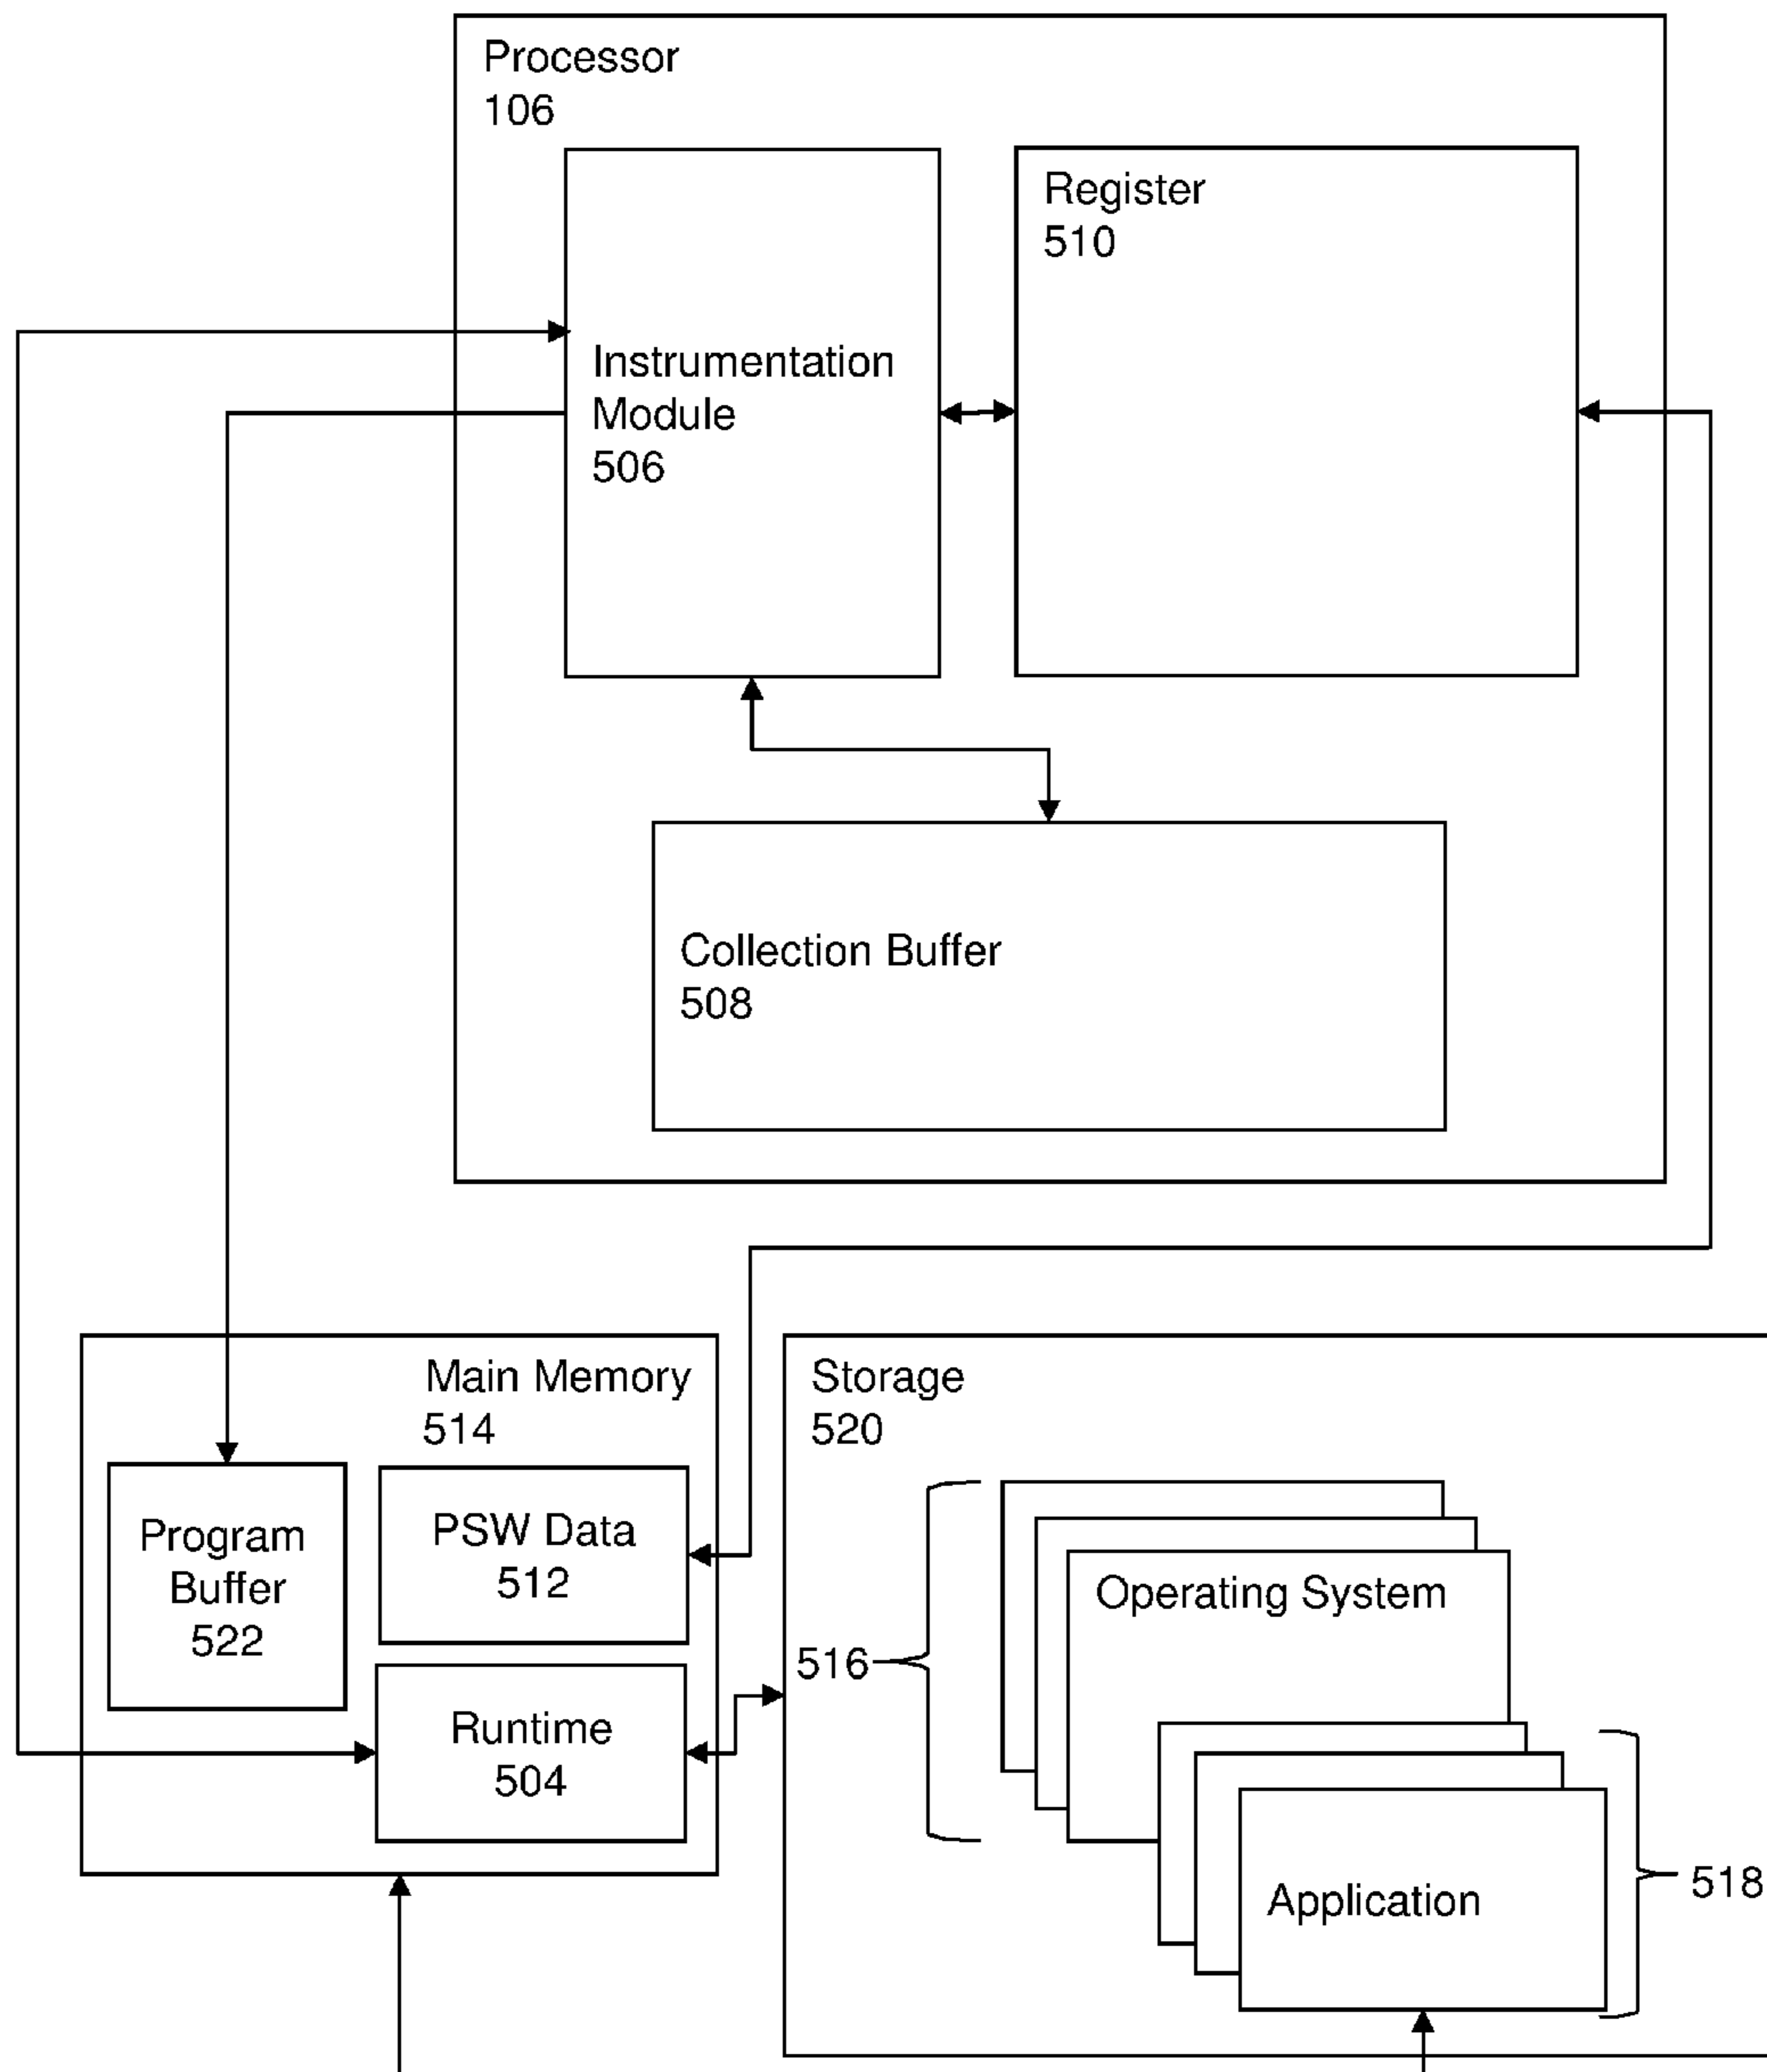 Processor
106
Register
510
Instrumentation
Module
506
Collection Buffer
508
Main Memory
514
Program
Buffer
522
PSW Data
512
Runtime
504
Storage
520
Operating System
516
Application
518